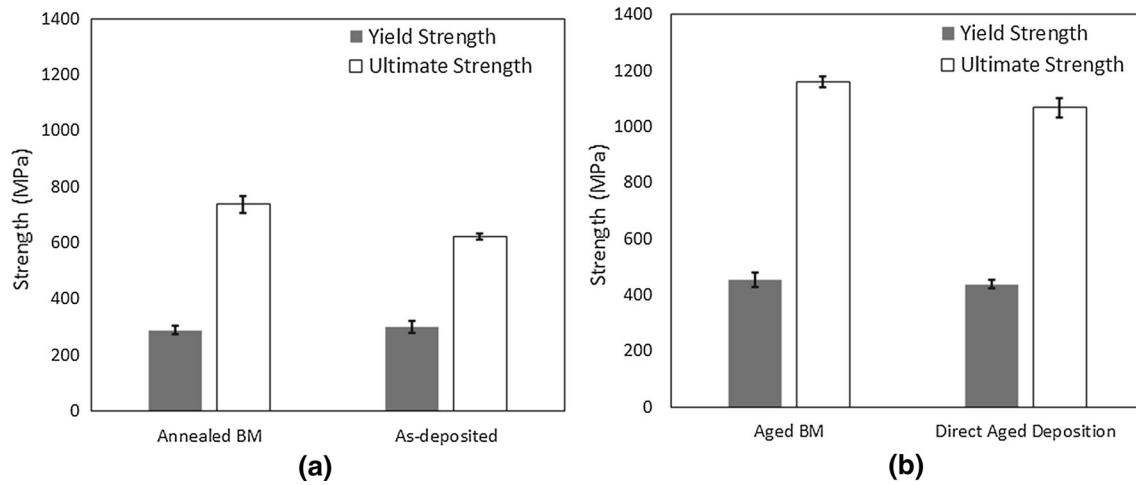 1400
1200
1000
800
600
400
200
0
Strength (MPa)
Yield Strength
Ultimate Strength
Annealed BM
As-deposited
(a)
1400
1200
1000
800
600
400
200
0
Strength (MPa)
Yield Strength
Ultimate Strength
Aged BM
Direct Aged Deposition
(b)